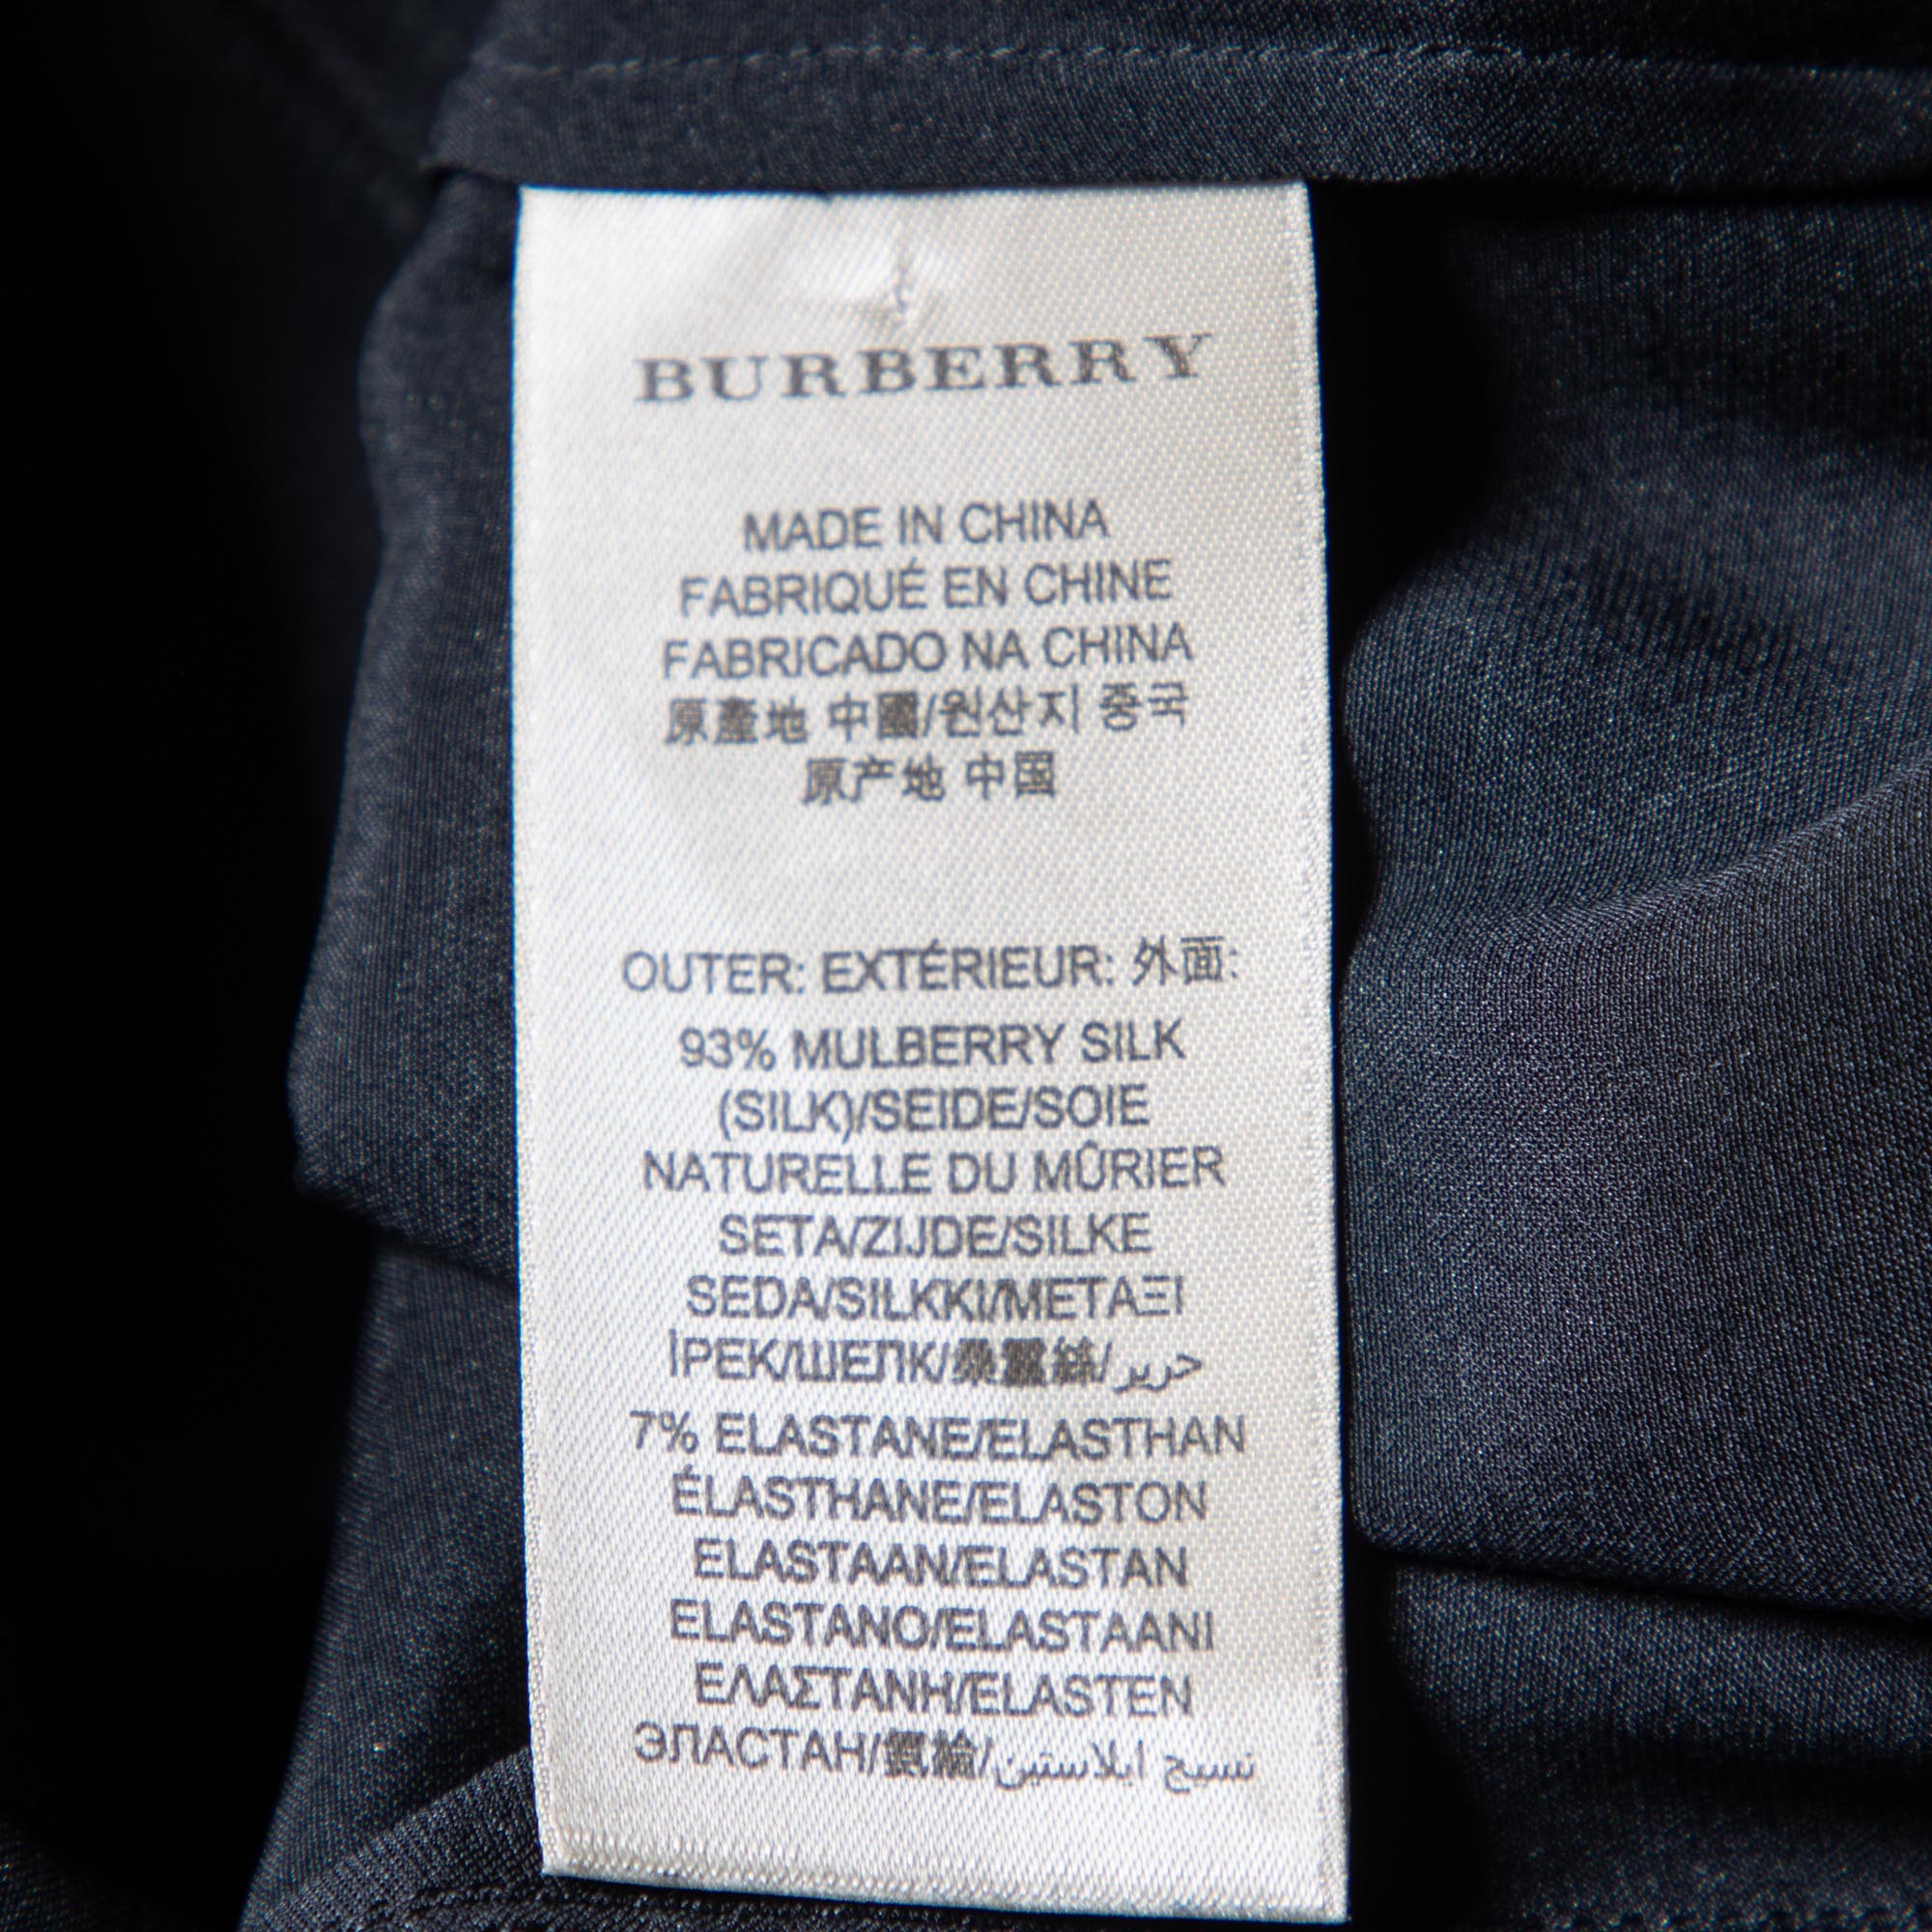 BURBERRY
MADE IN CHINA
FABRIQUÉ EN CHINE
FABRICADO NA CHINA
原產地 中國/원산지 중국
原产地 中国
OUTER: EXTÉRIEUR: 外面:
93% MULBERRY SILK
(SILK)/SEIDE/SOIE
NATURELLE DU MÛRIER
SETA/ZIJDE/SILKE
SEDA/SILKKI/ΜΕΤΑΞΙ
İPEK/ШЕЛК/桑蠶絲/حرير
7% ELASTANE/ELASTHAN
ÉLASTHANE/ELASTON
ELASTAAN/ELASTAN
ELASTANO/ELASTAANI
ΕΛΑΣΤΑΝΗ/ELASTEN
ЭЛАСТАН/氨綸/نسيج ايلاستين